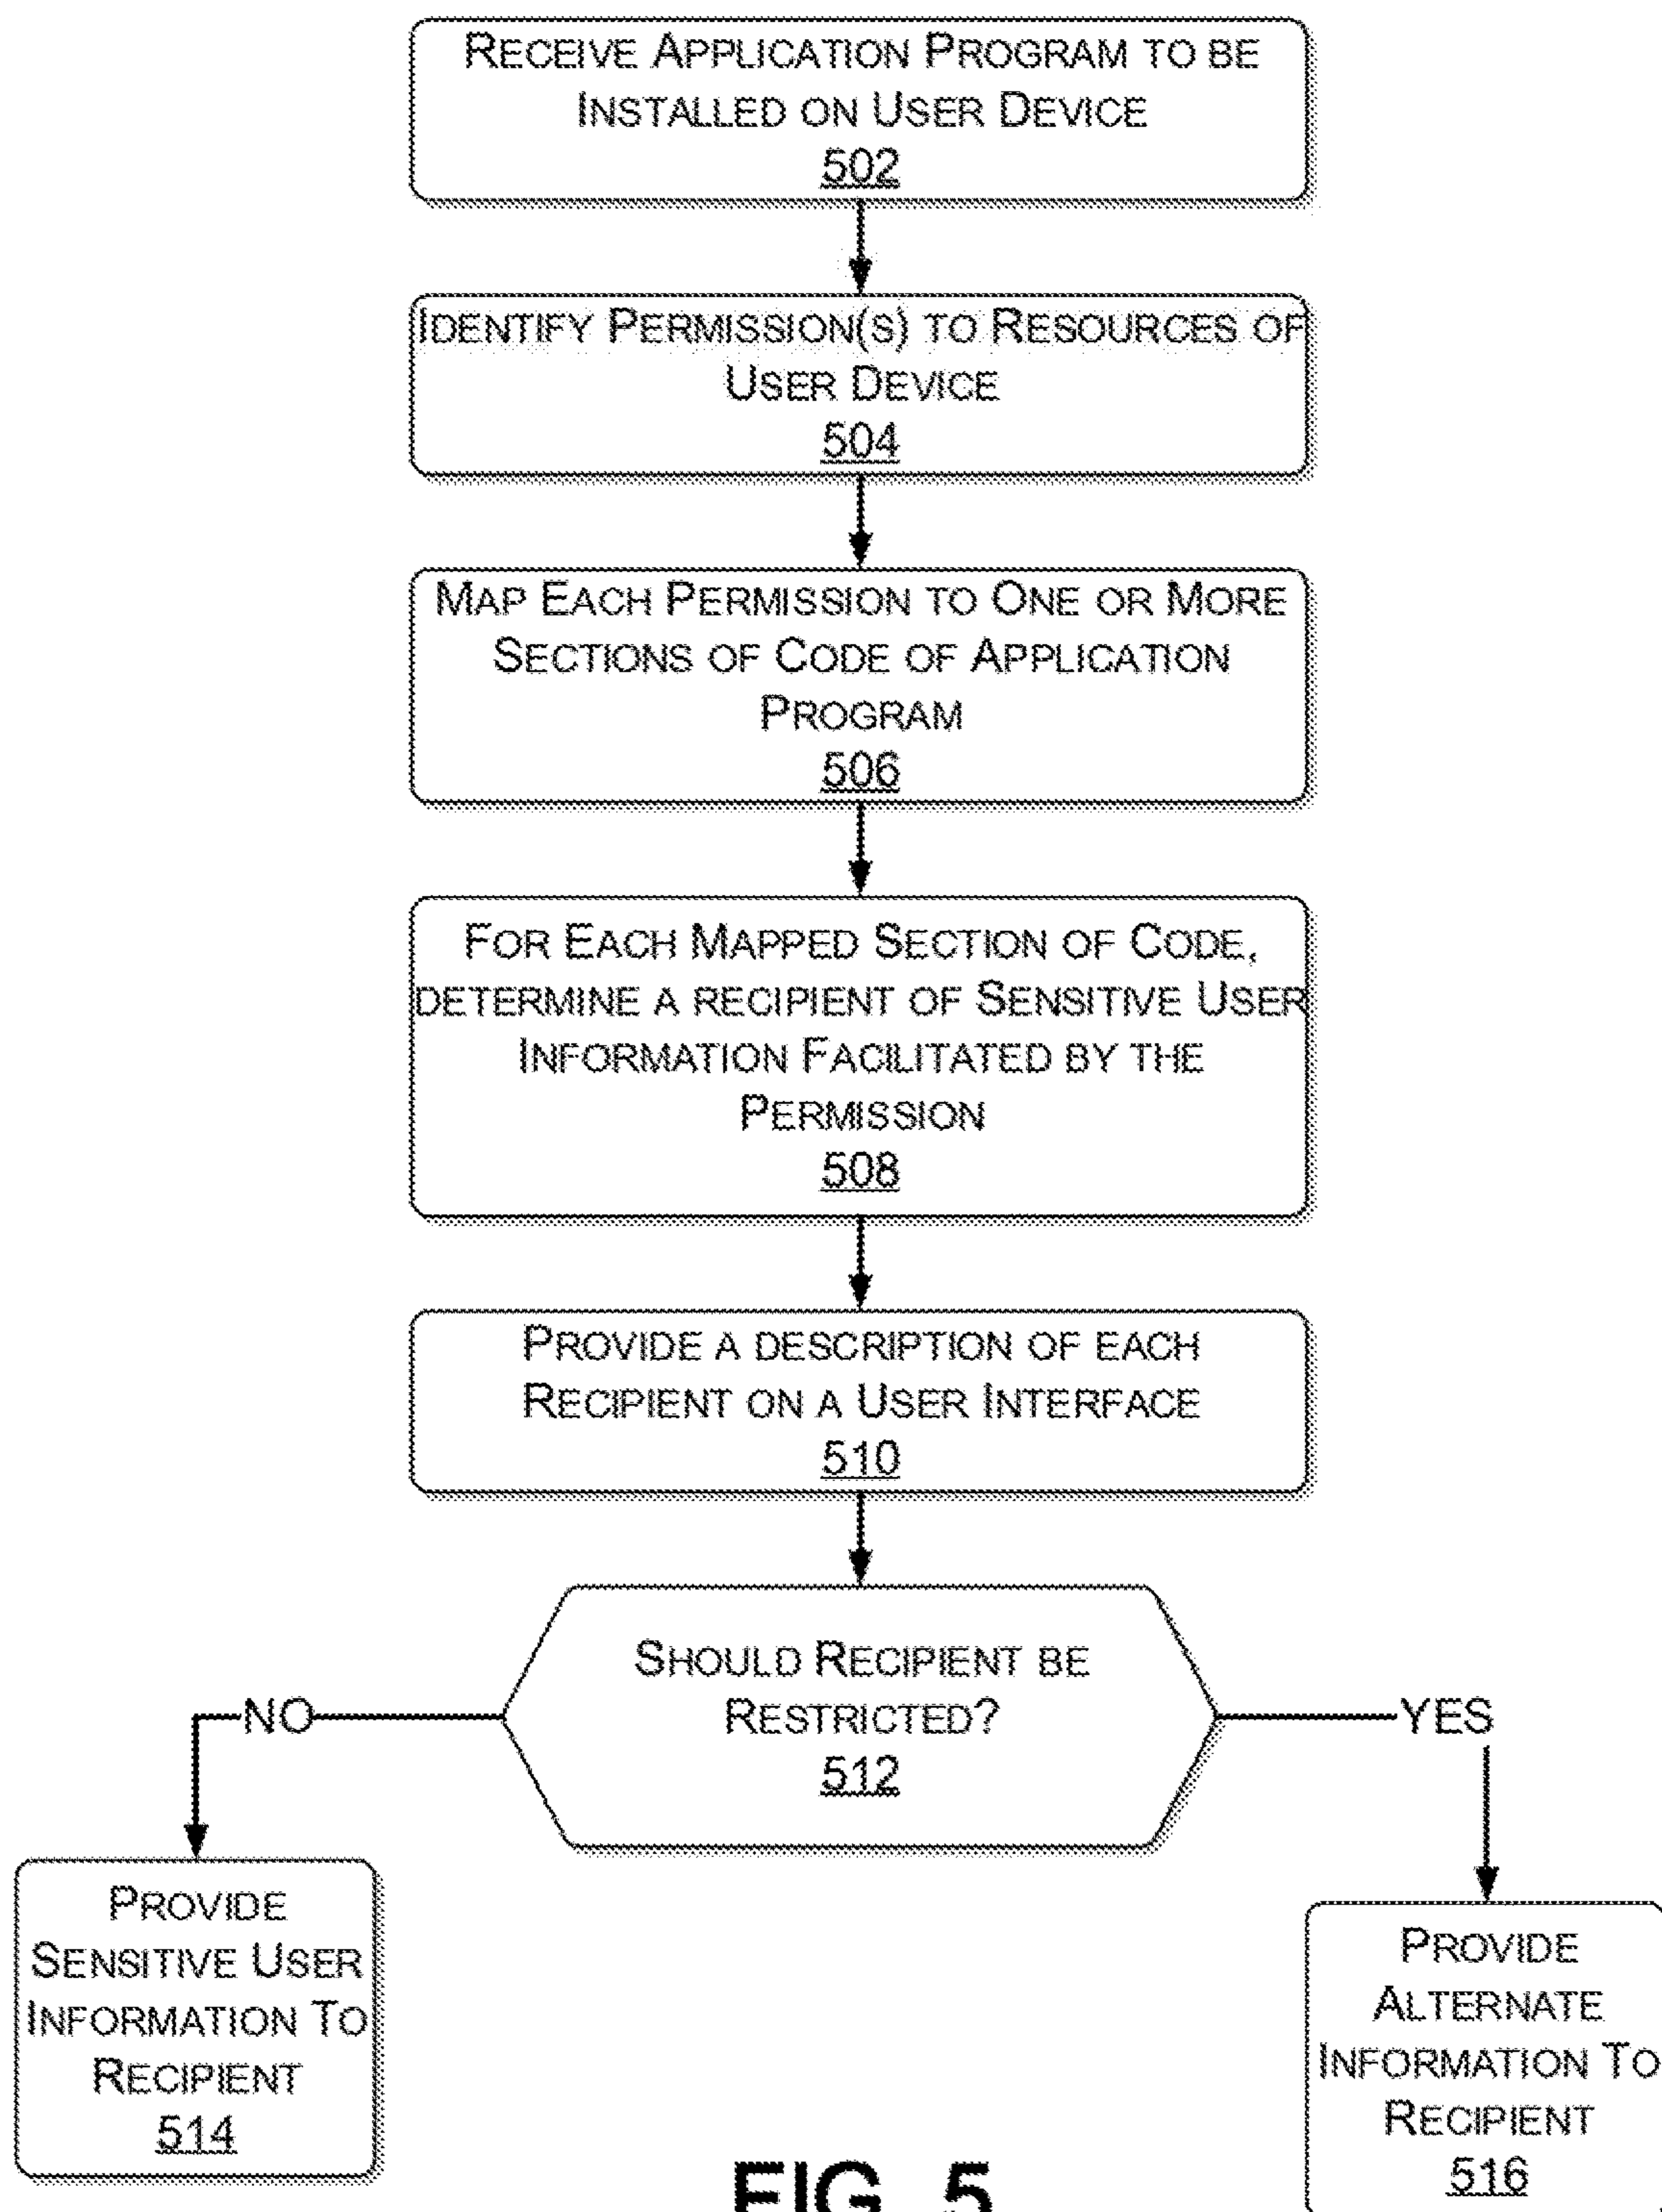 RECEIVE APPLICATION PROGRAM TO BE
INSTALLED ON USER DEVICE
502
IDENTIFY PERMISSION(S) TO RESOURCES OF
USER DEVICE
504
MAP EACH PERMISSION TO ONE OR MORE
SECTIONS OF CODE OF APPLICATION
PROGRAM
506
FOR EACH MAPPED SECTION OF CODE,
DETERMINE A RECIPIENT OF SENSITIVE USER
INFORMATION FACILITATED BY THE
PERMISSION
508
PROVIDE A DESCRIPTION OF EACH
RECIPIENT ON A USER INTERFACE
510
SHOULD RECIPIENT BE
RESTRICTED?
512
NO
YES
PROVIDE
SENSITIVE USER
INFORMATION TO
RECIPIENT
514
PROVIDE
ALTERNATE
INFORMATION TO
RECIPIENT
516
FIG. 5